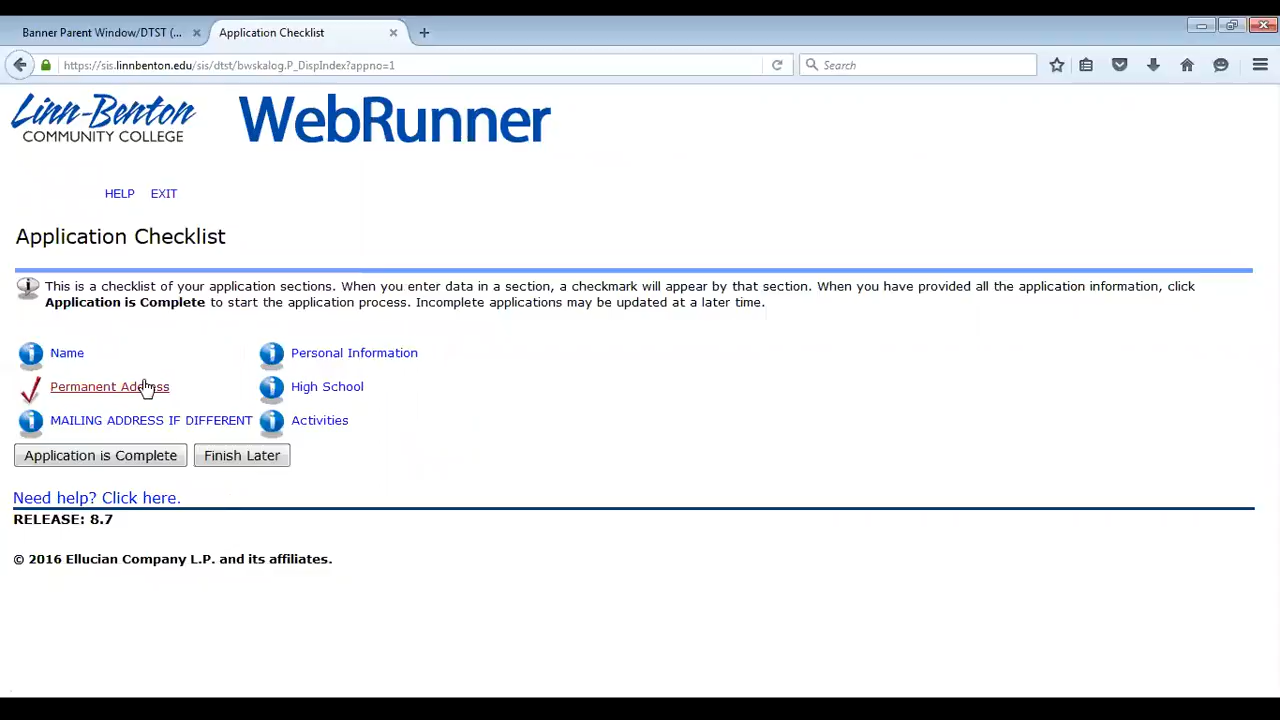 Banner Parent Window/DTST (...
Application Checklist
https://sis.linnbenton.edu/sis/dtst/bwskalog.P_DispIndex?appno=1
Search
Linn-Benton
COMMUNITY COLLEGE
WebRunner
HELP EXIT
Application Checklist
This is a checklist of your application sections. When you enter data in a section, a checkmark will appear by that section. When you have provided all the application information, click
Application is Complete to start the application process. Incomplete applications may be updated at a later time.
Name Personal Information
Permanent Address High School
MAILING ADDRESS IF DIFFERENT Activities
Application is Complete Finish Later
Need help? Click here.
RELEASE: 8.7
© 2016 Ellucian Company L.P. and its affiliates.